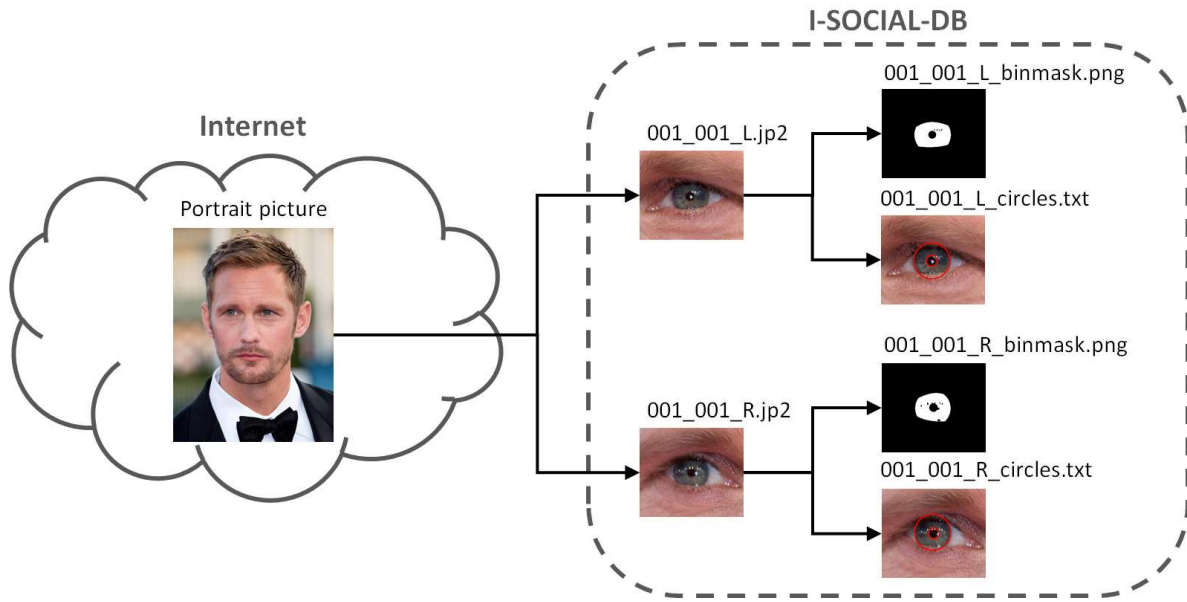 I-SOCIAL-DB
Internet
Portrait picture
001_001_L.jp2
001_001_L_binmask.png
001_001_L_circles.txt
001_001_R.jp2
001_001_R_binmask.png
001_001_R_circles.txt